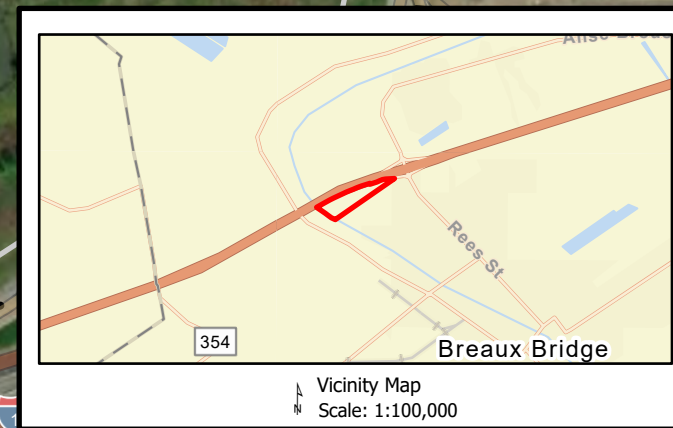 Rees St
354
Breaux Bridge
N
Vicinity Map
Scale: 1:100,000